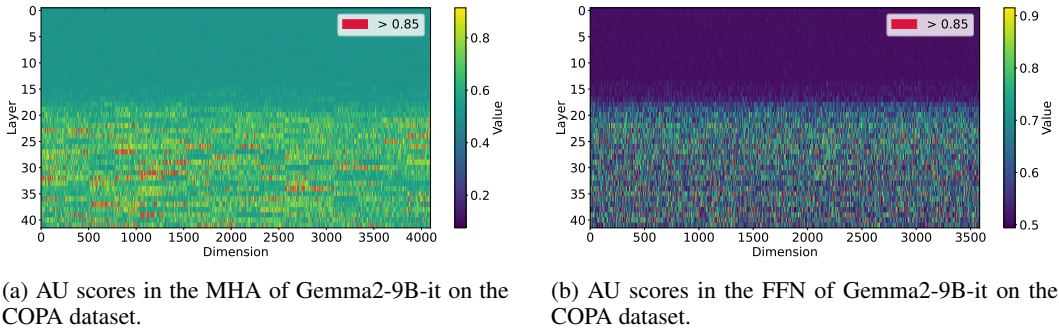 0
5
10
15
20
25
30
35
40
Layer
0 500 1000 1500 2000 2500 3000 3500 4000
Dimension
> 0.85
0.8
0.6
0.4
0.2
Value
(a) AU scores in the MHA of Gemma2-9B-it on the
COPA dataset.
0
5
10
15
20
25
30
35
40
Layer
0 500 1000 1500 2000 2500 3000 3500
Dimension
> 0.85
0.9
0.8
0.7
0.6
0.5
Value
(b) AU scores in the FFN of Gemma2-9B-it on the
COPA dataset.